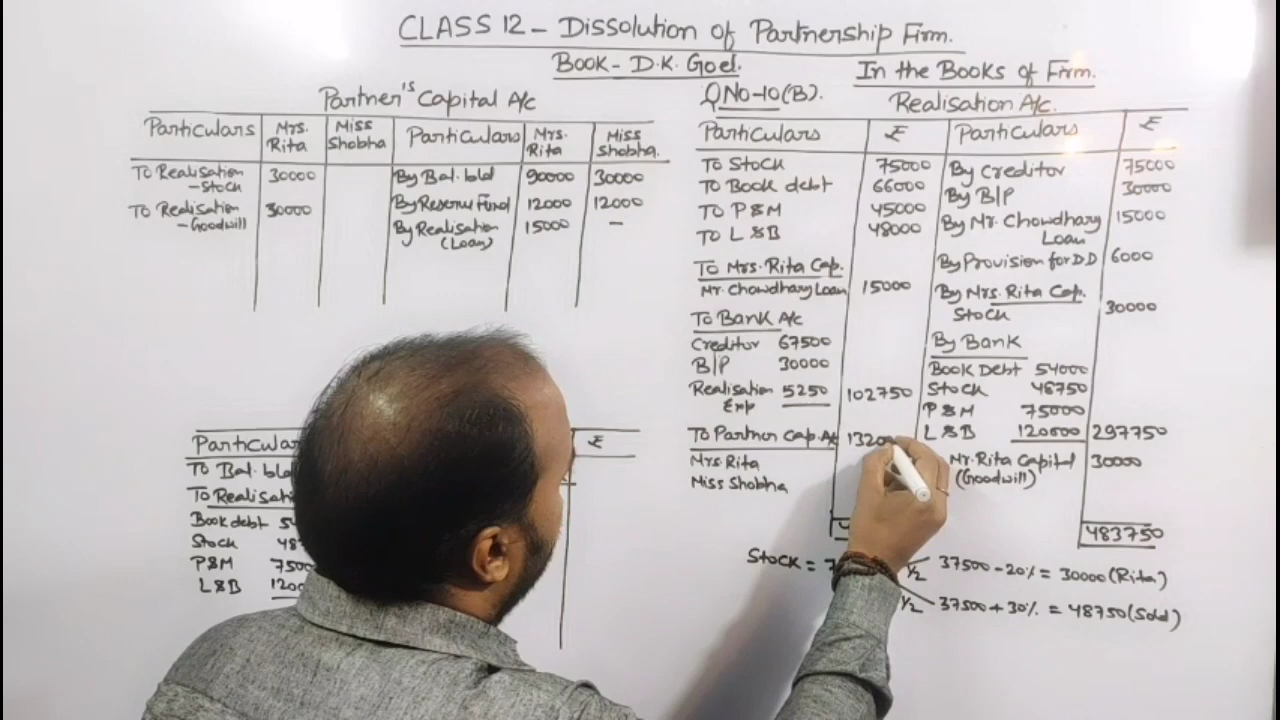 CLASS 12 - Dissolution of Partnership Firm.
Book - D.K. Goel.
In the Books of Firm.
Partner's Capital A/c
Particulars Mrs. Rita Miss Shobha Particulars Mrs. Rita Miss Shobha.
To Realisation - Stock 30000 By Bal. b/d 90000 30000
To Realisation - Goodwill 30000 By Reserve Fund 12000 12000
By Realisation (Loan) 15000 -
QNo-10(B).
Realisation A/c.
Particulars ₹ Particulars ₹
To Stock 75000 By Creditor 75000
To Book debt 66000 By B/P 30000
To P&M 45000 By Mr. Chowdhary Loan 15000
To L&B 48000 By Provision for D.D 6000
To Mrs. Rita Cap.
Mr. Chowdhary Loan 15000 By Mrs. Rita Cap.
Stock 30000
To Bank A/c
Creditor 67500 By Bank
B/P 30000 Book Debt 54000
Realisation Exp 5250 102750 Stock 48750
P&M 75000
To Partner Cap. A/c L&B 120000 297750
Mrs. Rita Mr. Rita Capital 30000
Miss Shobha (Goodwill)
483750
Stock = 37500 - 20% = 30000 (Rita)
½
½ 37500 + 30% = 48750 (Sold)
₹
To Bal. b/d
To
Book debt
Stock
P&M
L&B